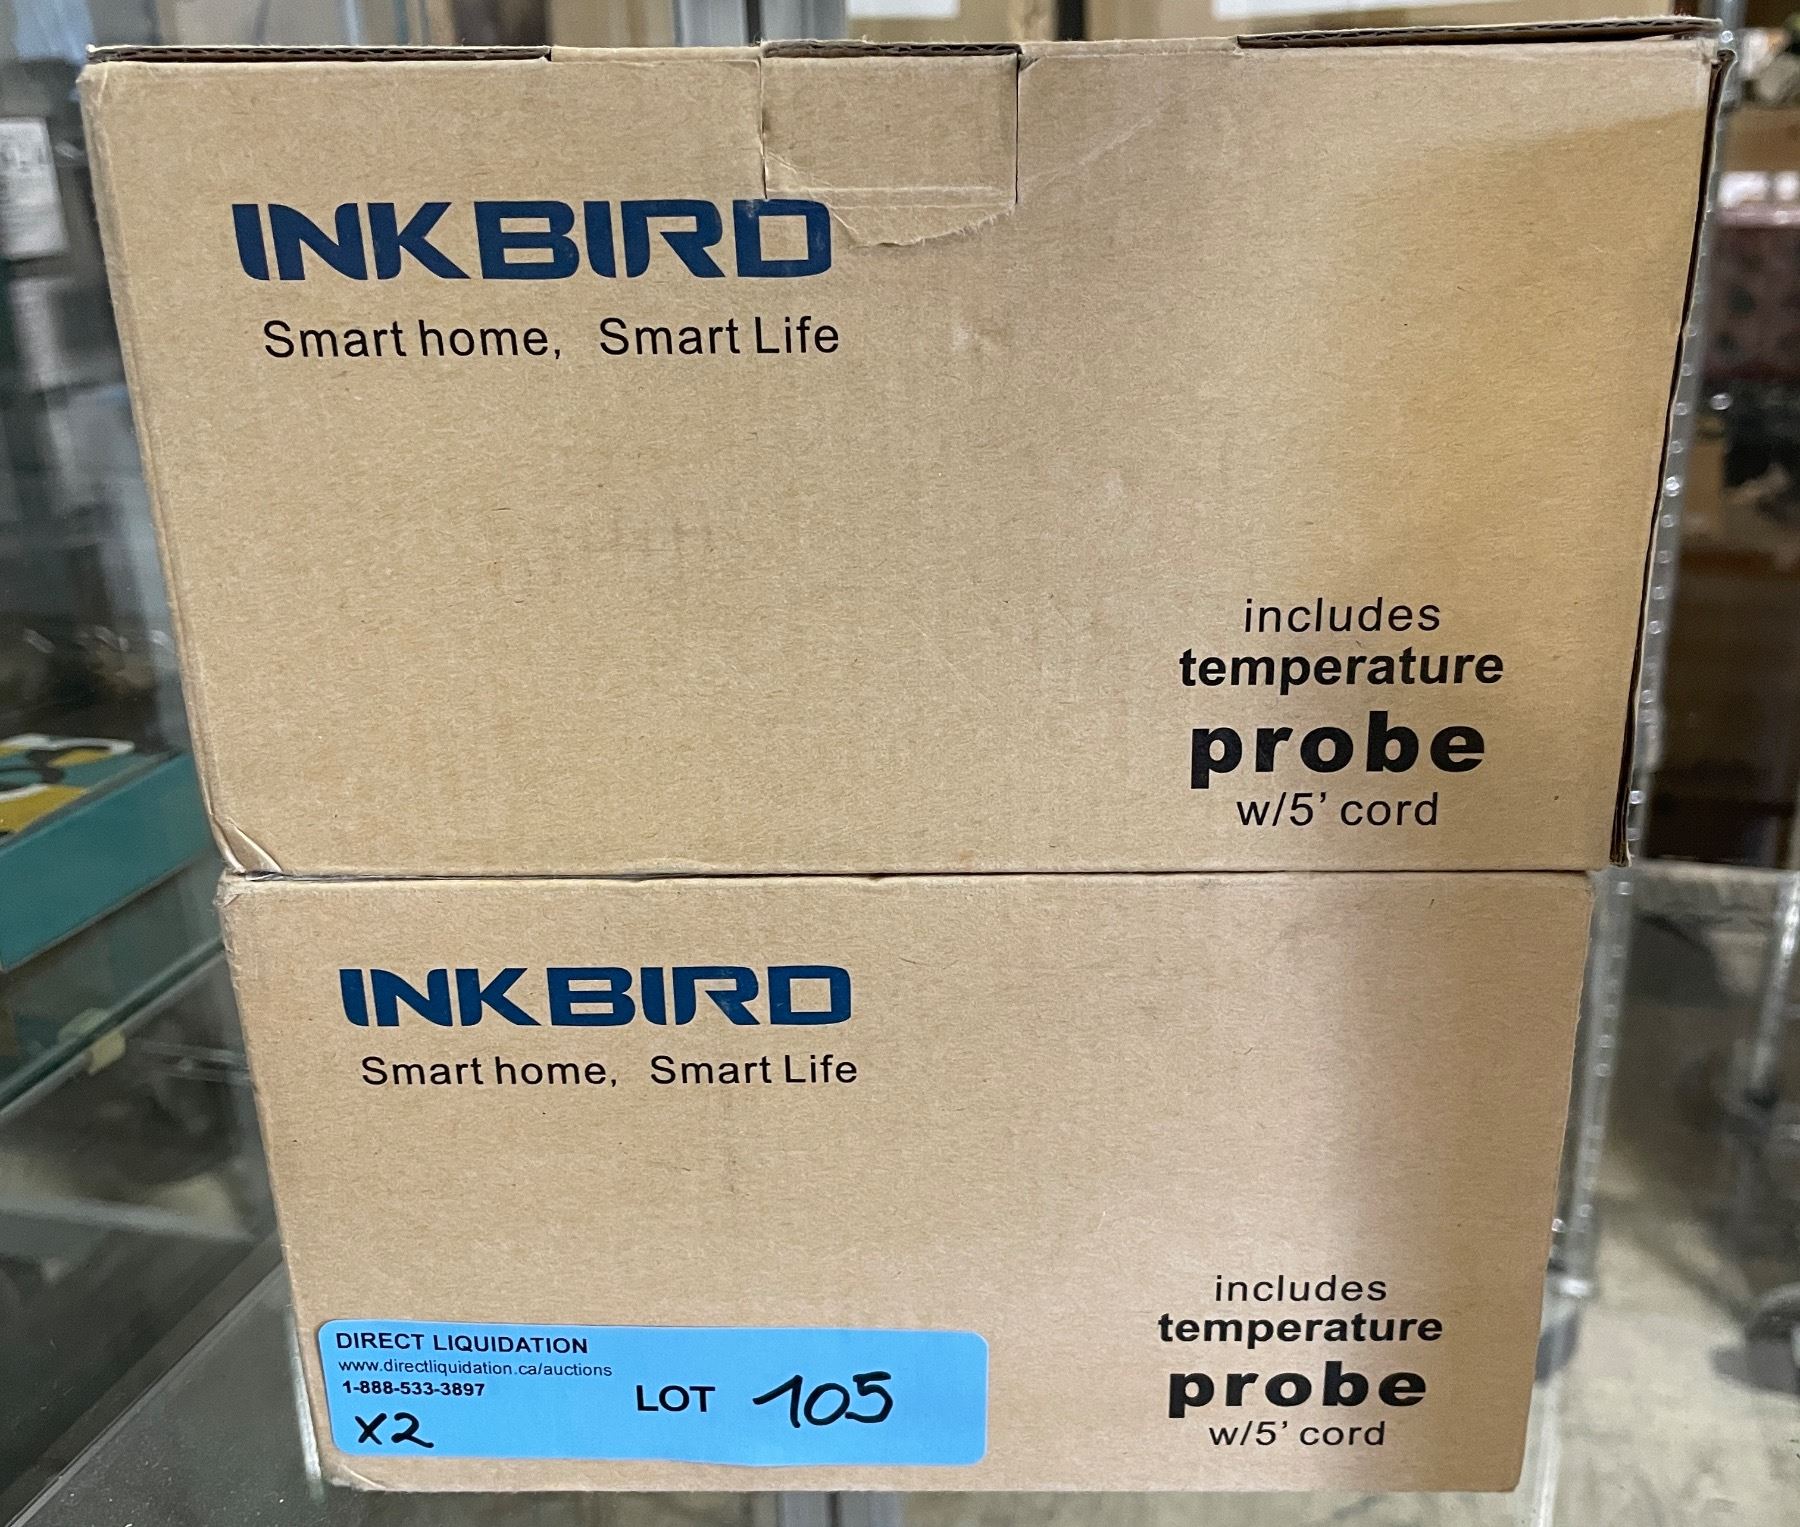 INKBIRD
Smart home, Smart Life
includes
temperature
probe
w/5' cord
INKBIRD
Smart home, Smart Life
includes
temperature
probe
w/5' cord
DIRECT LIQUIDATION
www.directliquidation.ca/auctions
1-888-533-3897
X2
LOT 105